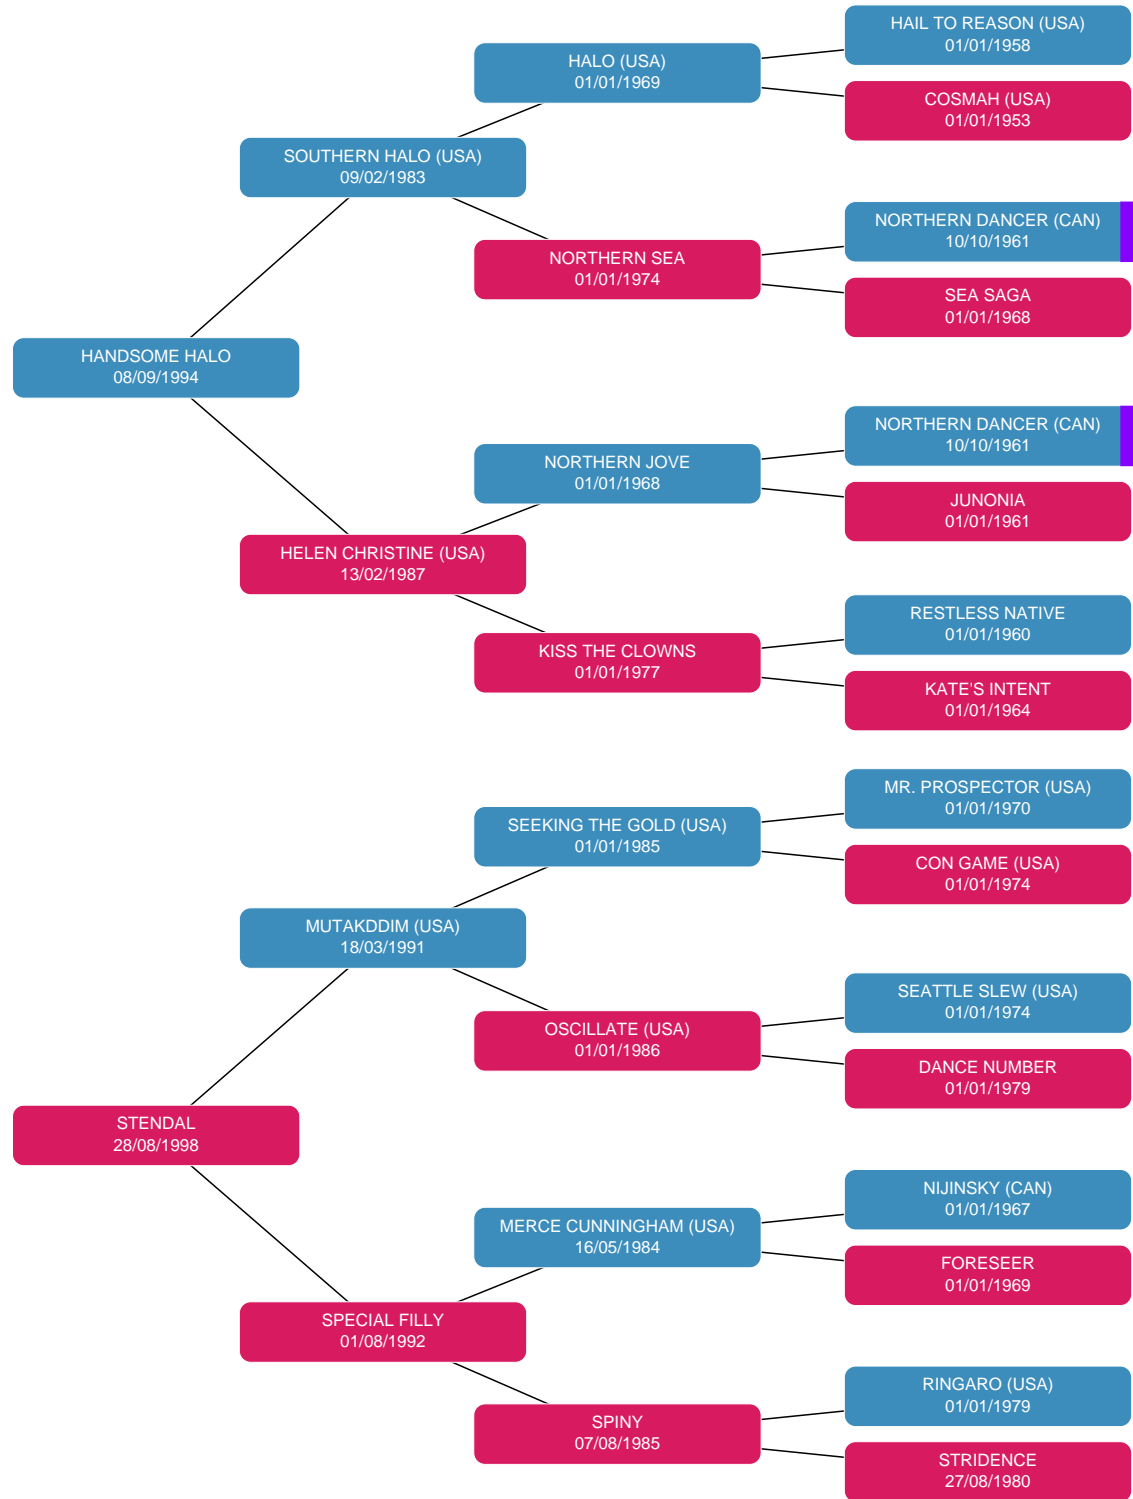 HAIL TO REASON (USA)
01/01/1958
HALO (USA)
01/01/1969
COSMAH (USA)
01/01/1953
SOUTHERN HALO (USA)
09/02/1983
NORTHERN DANCER (CAN)
10/10/1961
NORTHERN SEA
01/01/1974
SEA SAGA
01/01/1968
HANDSOME HALO
08/09/1994
NORTHERN DANCER (CAN)
10/10/1961
NORTHERN JOVE
01/01/1968
JUNONIA
01/01/1961
HELEN CHRISTINE (USA)
13/02/1987
RESTLESS NATIVE
01/01/1960
KISS THE CLOWNS
01/01/1977
KATE'S INTENT
01/01/1964
MR. PROSPECTOR (USA)
01/01/1970
SEEKING THE GOLD (USA)
01/01/1985
CON GAME (USA)
01/01/1974
MUTAKDDIM (USA)
18/03/1991
SEATTLE SLEW (USA)
01/01/1974
OSCILLATE (USA)
01/01/1986
DANCE NUMBER
01/01/1979
STENDAL
28/08/1998
NIJINSKY (CAN)
01/01/1967
MERCE CUNNINGHAM (USA)
16/05/1984
FORESEER
01/01/1969
SPECIAL FILLY
01/08/1992
RINGARO (USA)
01/01/1979
SPINY
07/08/1985
STRIDENCE
27/08/1980